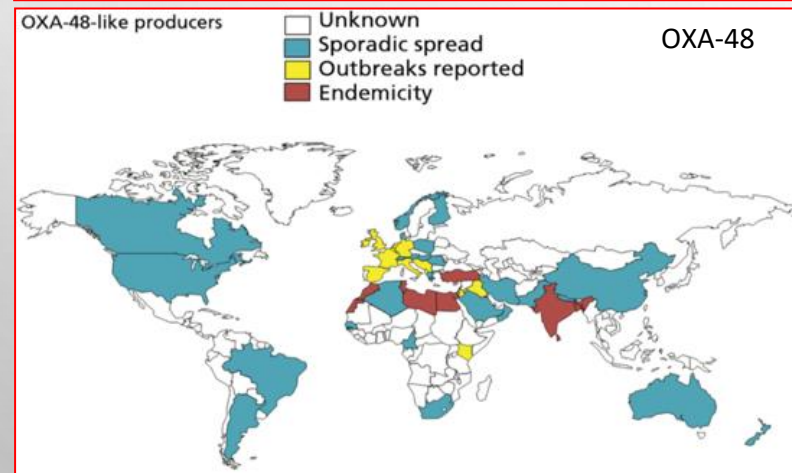 OXA-48-like producers
Unknown
Sporadic spread
Outbreaks reported
Endemicity
OXA-48